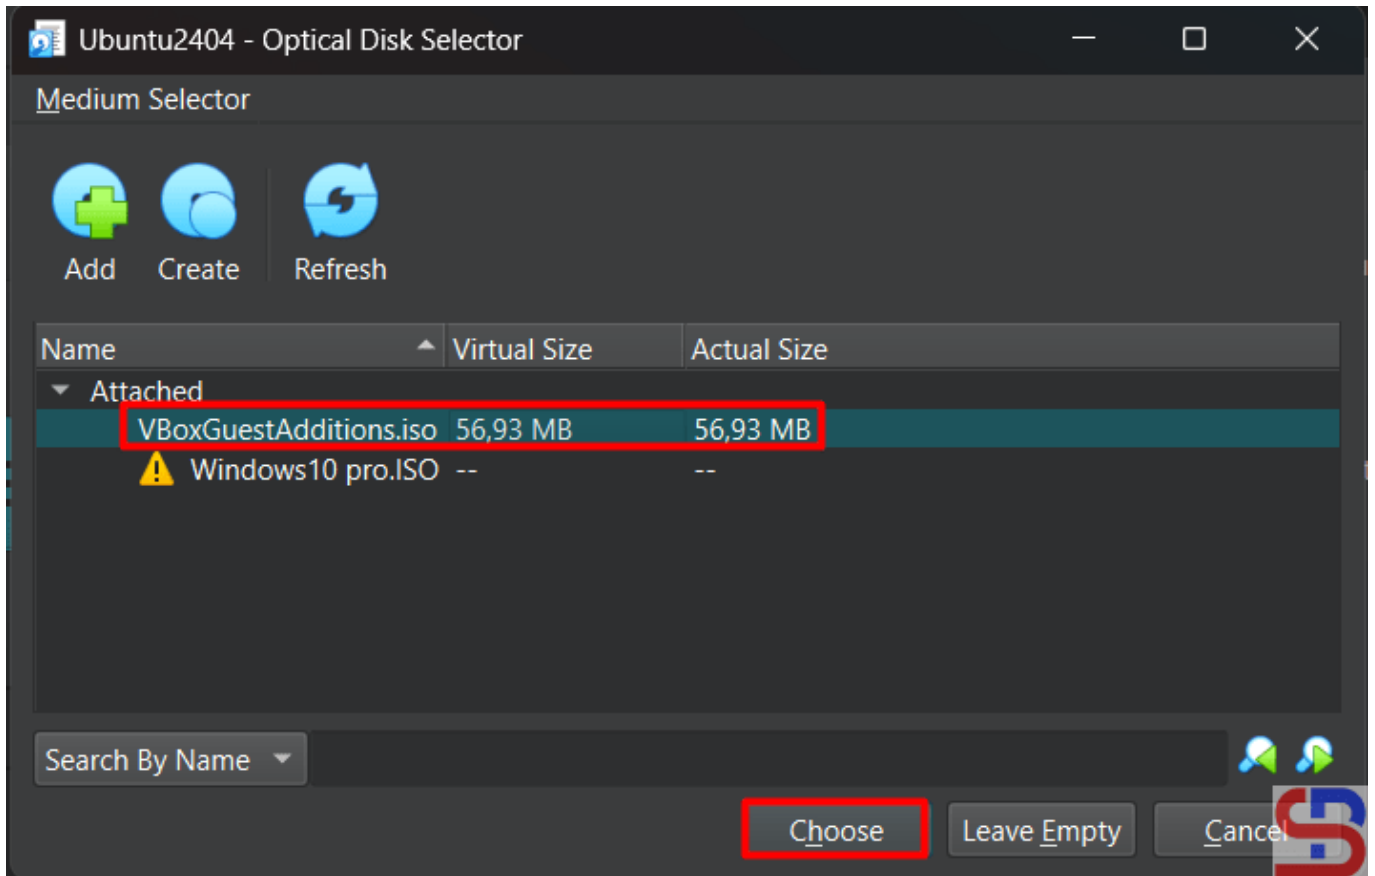 Ubuntu2404 - Optical Disk Selector
Medium Selector
Add Create Refresh
Name Virtual Size Actual Size
Attached
VBoxGuestAdditions.iso 56,93 MB 56,93 MB
Windows10 pro.ISO -- --
Search By Name
Choose Leave Empty Cancel